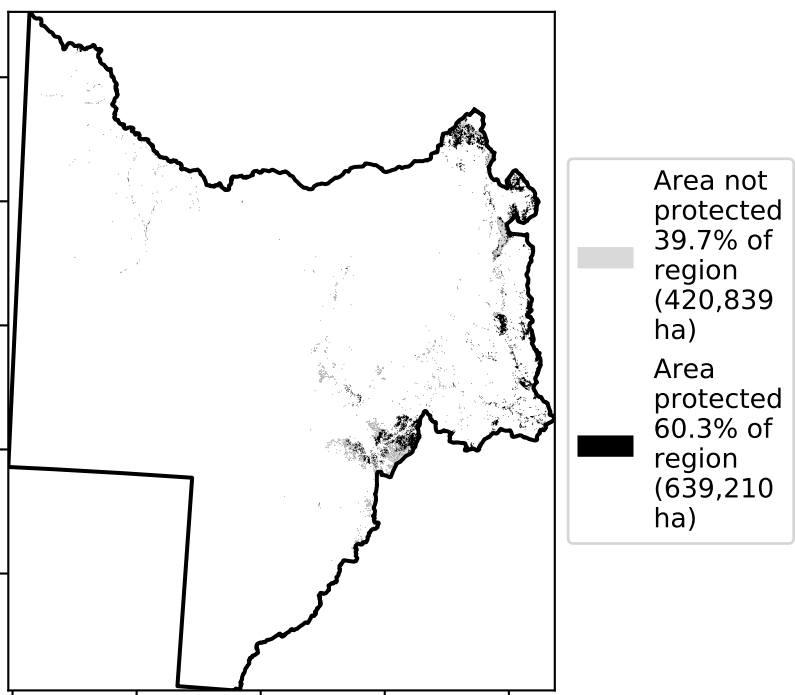 Area not
protected
39.7% of
region
(420,839
ha)
Area
protected
60.3% of
region
(639,210
ha)